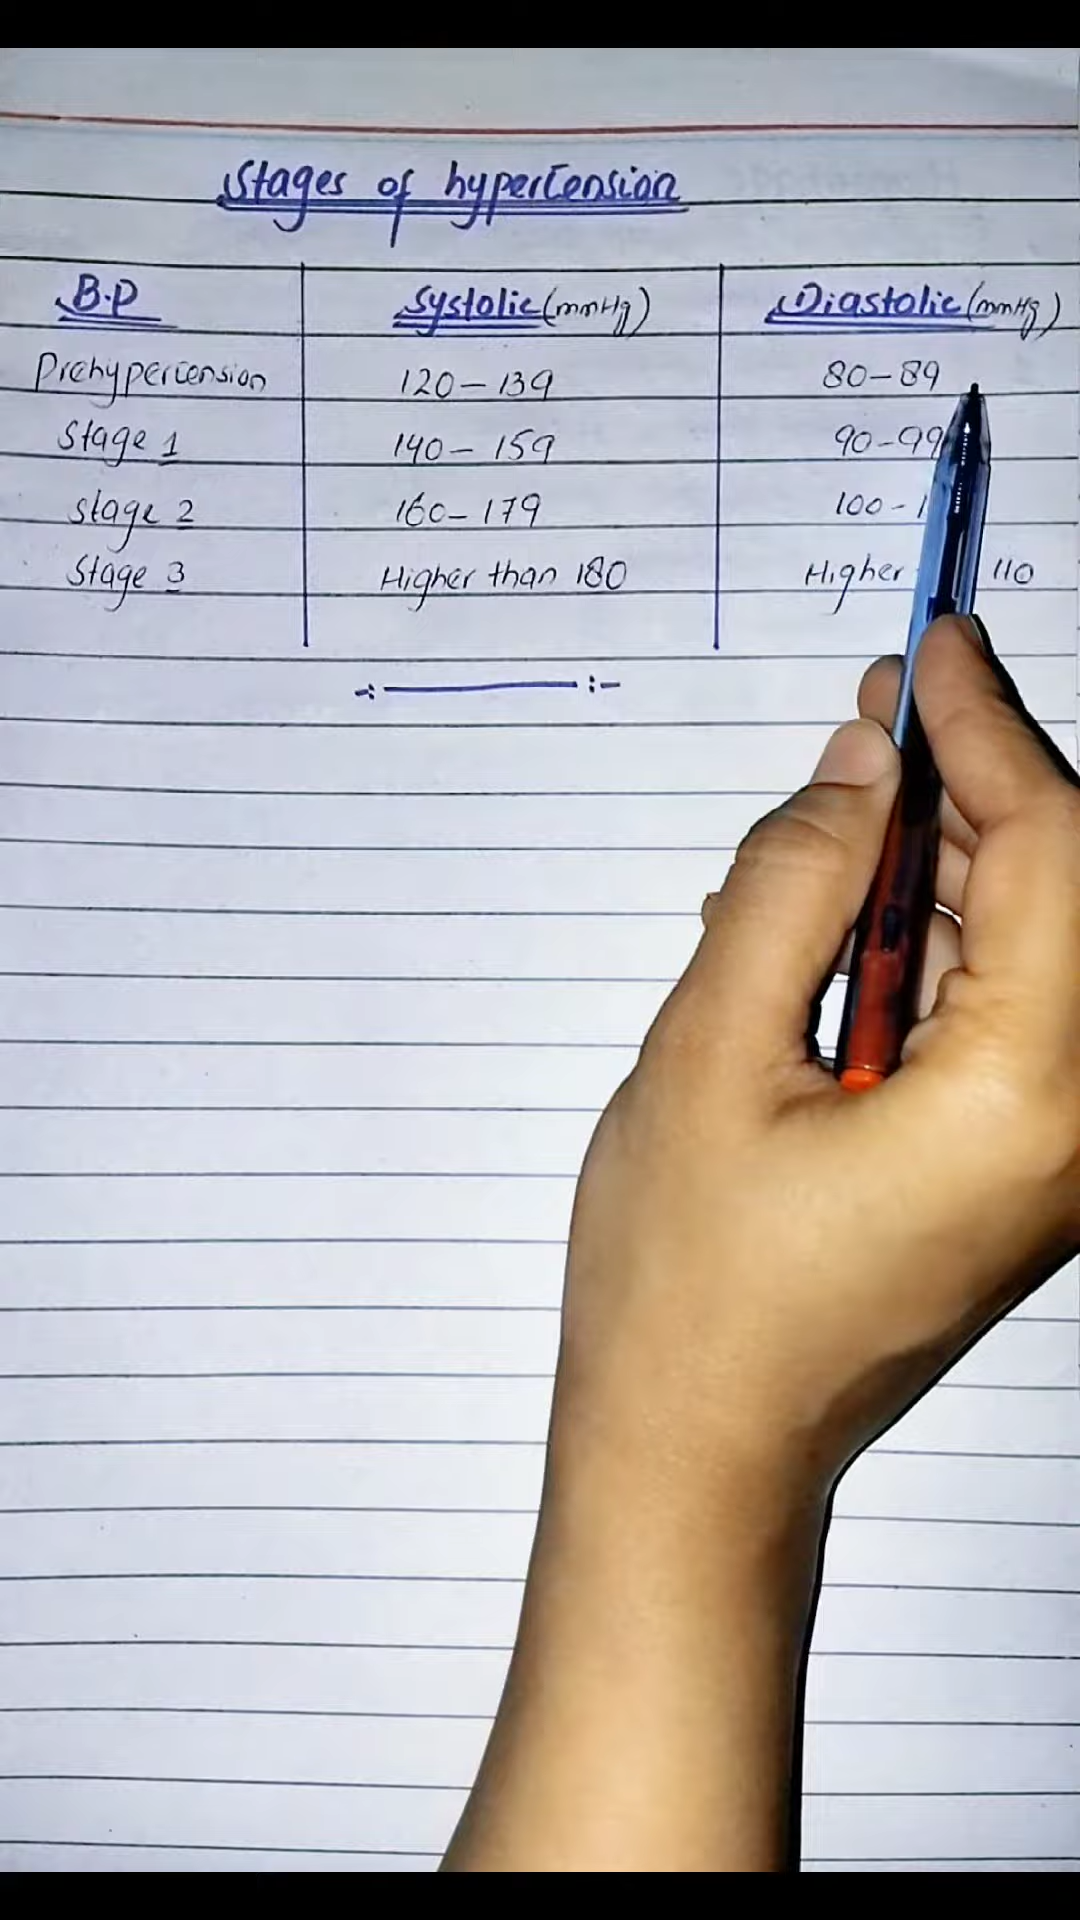 Stages of hypertension
B.P Systolic (mmHg) Diastolic (mmHg)
Prehypertension 120-139 80-89
Stage 1 140-159 90-99
Stage 2 160-179 100-1
Stage 3 Higher than 180 Higher 110